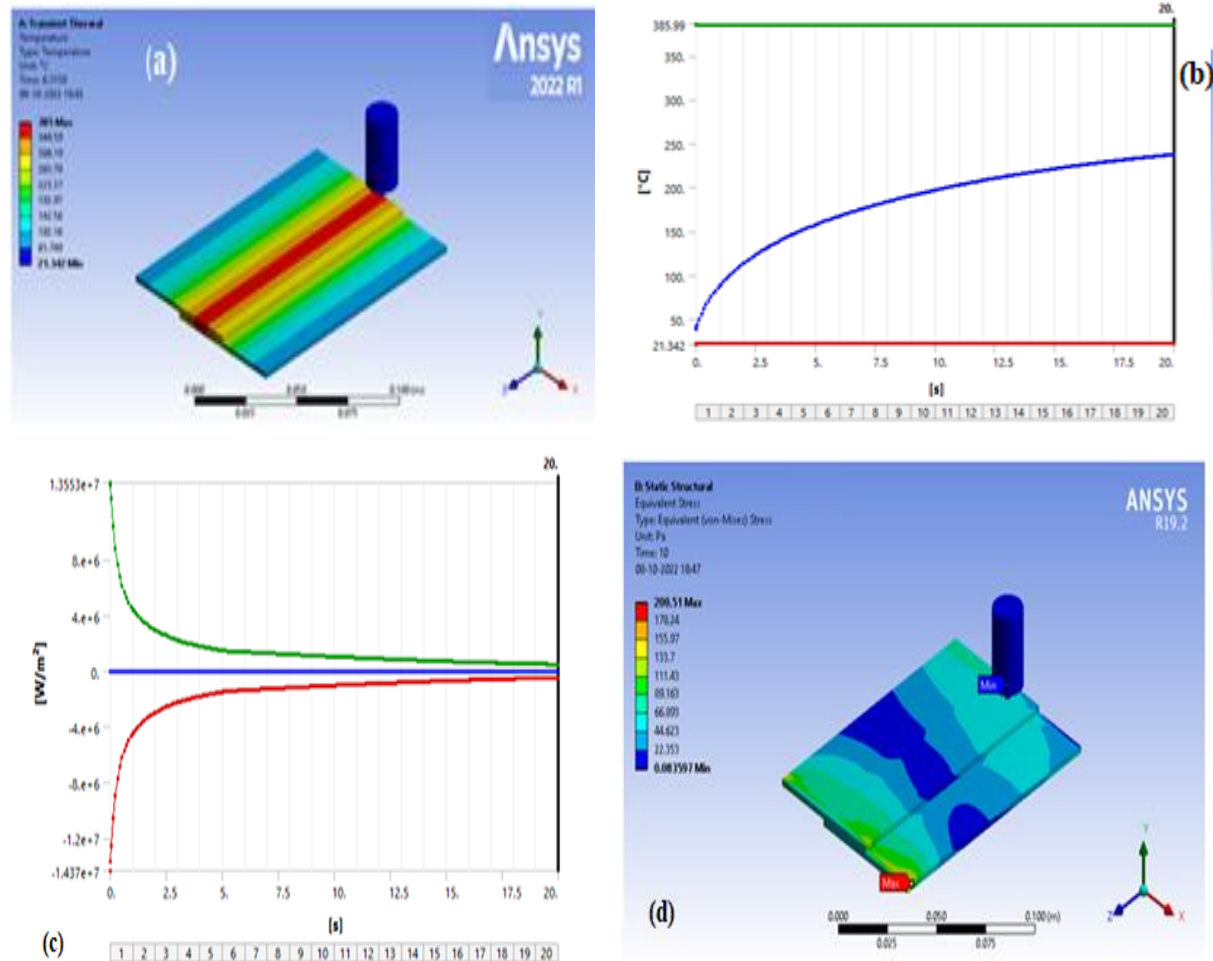 A: Transient Thermal
Temperature
Type: Temperature
Unit: °C
(a)
Ansys
2022 R1
21.342 Min
0.000
0.050
0.100 (m)
0.025
0.075
Y
Z
X
20.
(b)
385.99
350.
300.
250.
200.
150.
100.
50.
21.342
[°C]
0.
2.5
5.
7.5
10.
12.5
15.
17.5
20.
[s]
1 2 3 4 5 6 7 8 9 10 11 12 13 14 15 16 17 18 19 20
20.
1.3553e+7
8.e+6
4.e+6
0.
-4.e+6
-8.e+6
-1.2e+7
-1.437e+7
[W/m²]
0.
2.5
5.
7.5
10.
12.5
15.
17.5
20.
[s]
(c)
1 2 3 4 5 6 7 8 9 10 11 12 13 14 15 16 17 18 19 20
B: Static Structural
Equivalent Stress
Type: Equivalent (von-Mises) Stress
Unit: Pa
Time: 10
08-10-2022 18:47
ANSYS
R19.2
200.51 Max
155.97
133.7
111.43
89.163
66.893
44.623
22.353
0.083597 Min
Min
Max
(d)
0.000
0.050
0.100 (m)
0.025
0.075
Y
Z
X